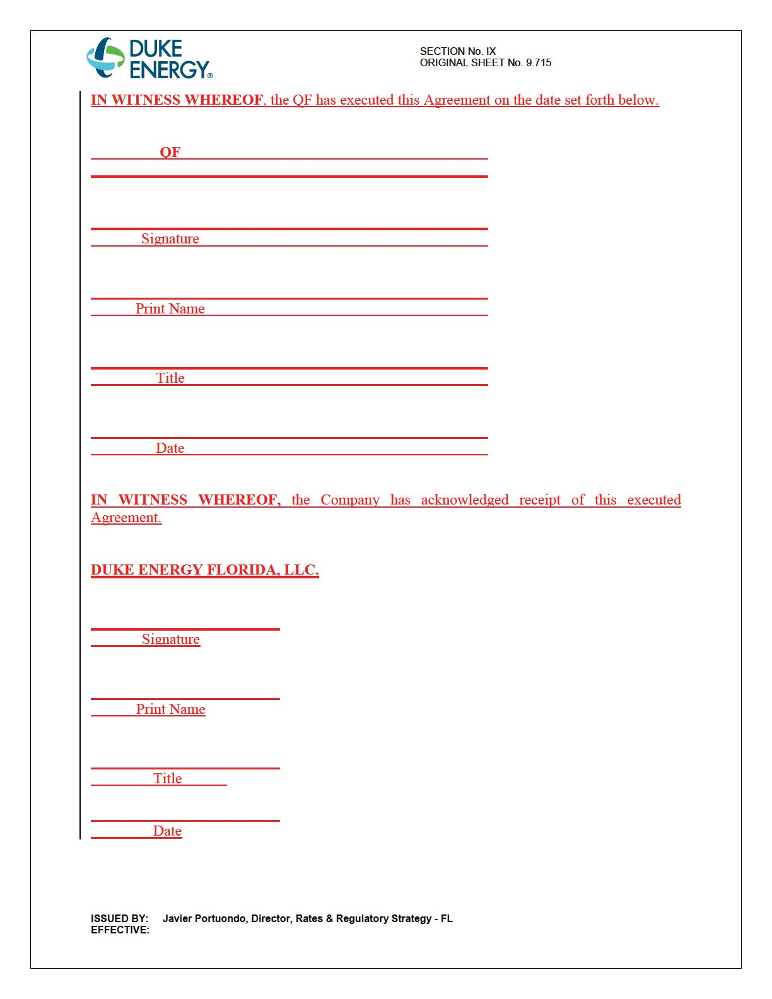 DUKE
ENERGY®
SECTION No. IX
ORIGINAL SHEET No. 9.715
IN WITNESS WHEREOF, the QF has executed this Agreement on the date set forth below.
QF
Signature
Print Name
Title
Date
IN WITNESS WHEREOF, the Company has acknowledged receipt of this executed
Agreement.
DUKE ENERGY FLORIDA, LLC.
Signature
Print Name
Title
Date
ISSUED BY: Javier Portuondo, Director, Rates & Regulatory Strategy - FL
EFFECTIVE: